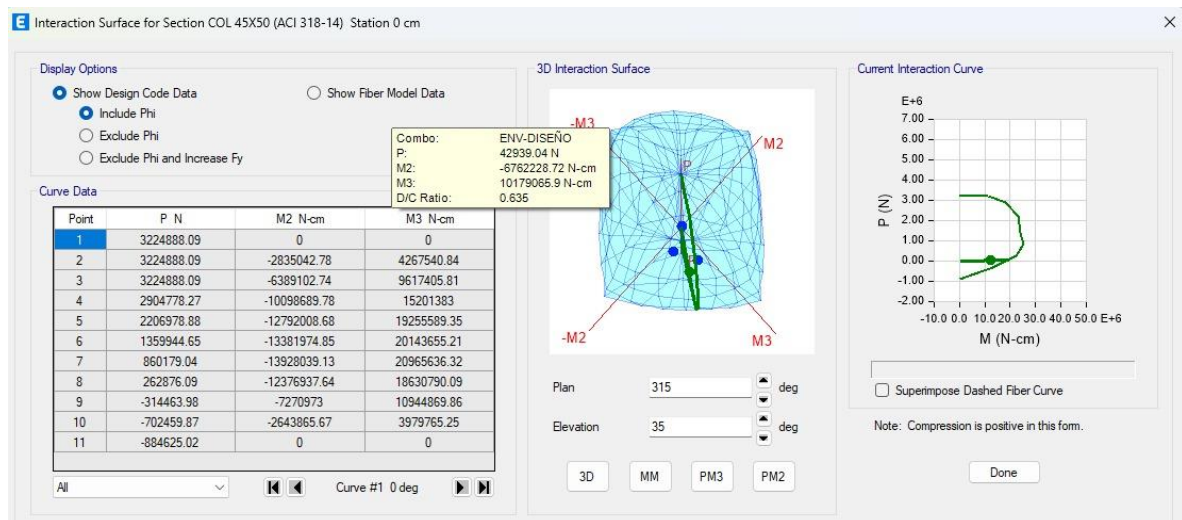 E Interaction Surface for Section COL 45X50 (ACI 318-14) Station 0 cm
Display Options
Show Design Code Data
Show Fiber Model Data
Include Phi
Exclude Phi
Exclude Phi and Increase Fy
Curve Data
Point P N M2 N-cm M3 N-cm
1 3224888.09 0 0
2 3224888.09 -2835042.78 4267540.84
3 3224888.09 -6389102.74 9617405.81
4 2904778.27 -10098689.78 15201383
5 2206978.88 -12792008.68 19255589.35
6 1359944.65 -13381974.85 20143655.21
7 860179.04 -13928039.13 20965636.32
8 262876.09 -12376937.64 18630790.09
9 -314463.98 -7270973 10944869.86
10 -702459.87 -2643865.67 3979765.25
11 -884625.02 0 0
All
Curve #1 0 deg
Combo: ENV-DISEÑO
P: 42939.04 N
M2: -6762228.72 N-cm
M3: 10179065.9 N-cm
D/C Ratio: 0.635
3D Interaction Surface
-M3
M2
P
-M2
M3
Plan 315 deg
Elevation 35 deg
3D MM PM3 PM2
Current Interaction Curve
E+6
7.00
6.00
5.00
4.00
3.00
2.00
1.00
0.00
-1.00
-2.00
P (N)
-10.0 0.0 10.0 20.0 30.0 40.0 50.0 E+6
M (N-cm)
Superimpose Dashed Fiber Curve
Note: Compression is positive in this form.
Done